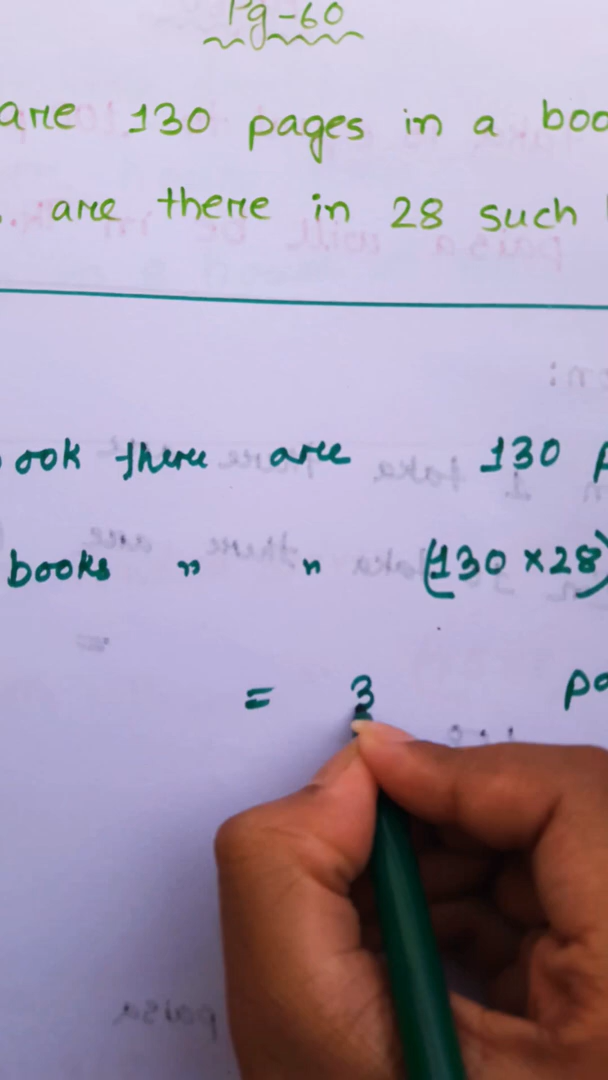 Pg-60
are 130 pages in a boo
are there in 28 such
ook there are 130 p
books " " (130 × 28)
= 3 pa